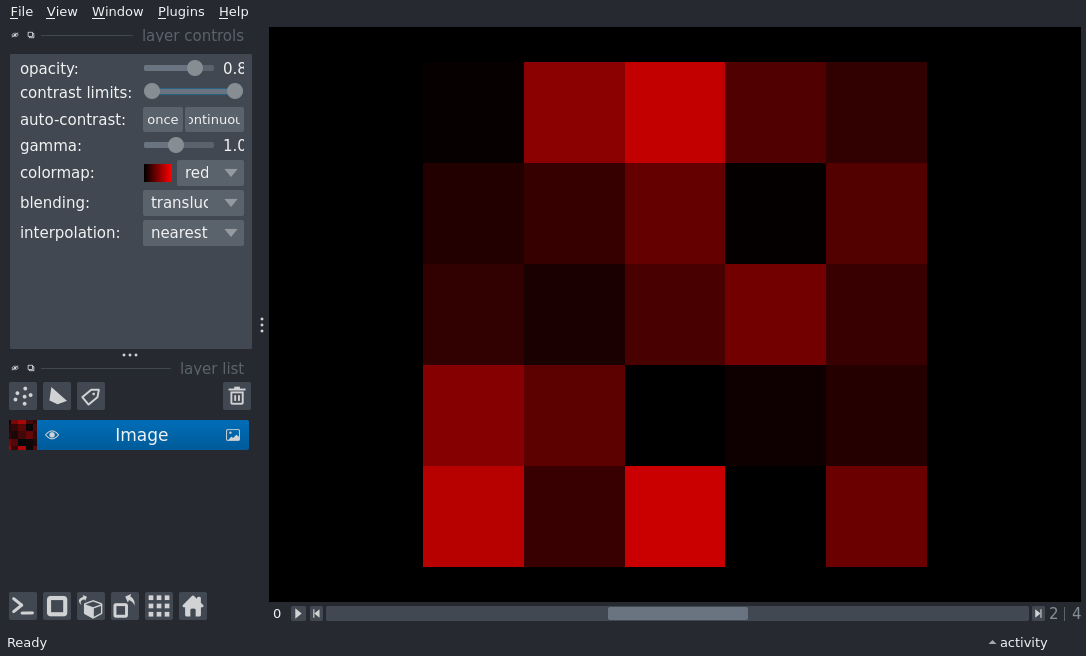 File View Window Plugins Help
layer controls
opacity: 0.8
contrast limits:
auto-contrast: once ontinuou
gamma: 1.0
colormap: red
blending: transluc
interpolation: nearest
layer list
Image
0 2 | 4
Ready activity